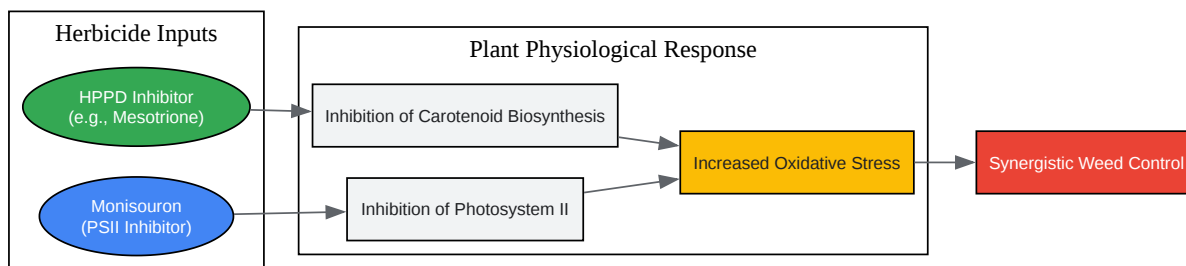 Herbicide Inputs
Plant Physiological Response
HPPD Inhibitor
(e.g., Mesotrione)
Inhibition of Carotenoid Biosynthesis
Increased Oxidative Stress
Synergistic Weed Control
Monisouron
(PSII Inhibitor)
Inhibition of Photosystem II